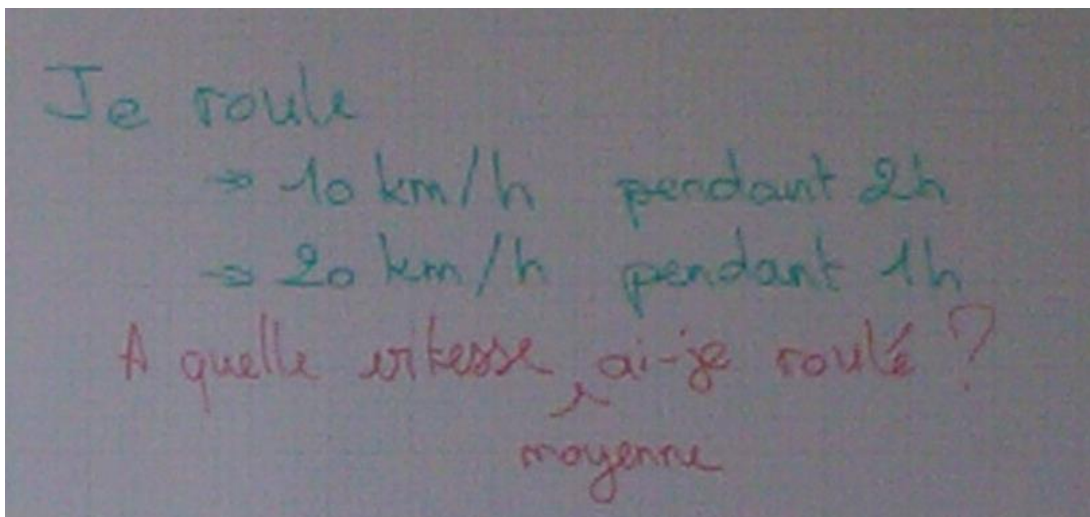 Je roule
→ 10 km/h pendant 2h
→ 20 km/h pendant 1h
A quelle vitesse ai-je roulé ?
moyenne